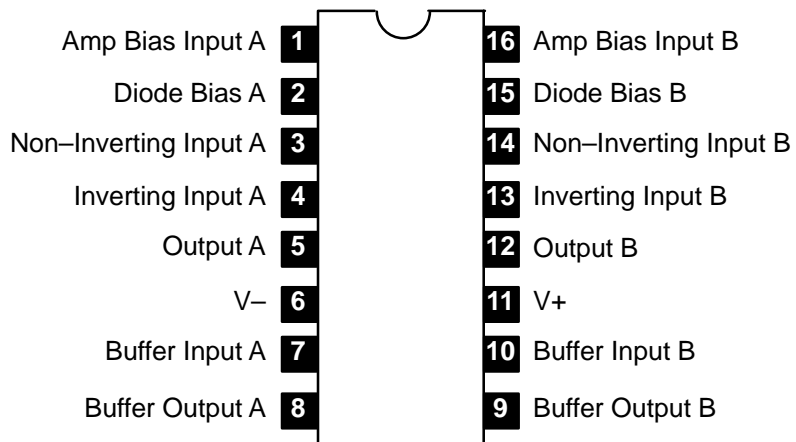 Amp Bias Input A 1 16 Amp Bias Input B
Diode Bias A 2 15 Diode Bias B
Non–Inverting Input A 3 14 Non–Inverting Input B
Inverting Input A 4 13 Inverting Input B
Output A 5 12 Output B
V– 6 11 V+
Buffer Input A 7 10 Buffer Input B
Buffer Output A 8 9 Buffer Output B